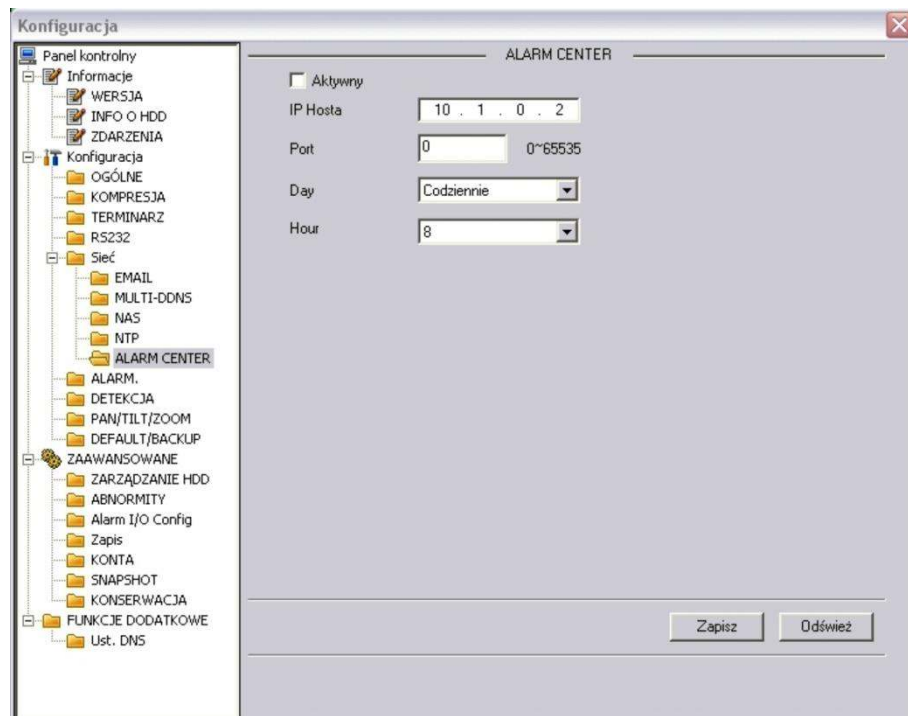 Konfiguracja
Panel kontrolny
Informacje
WERSJA
INFO O HDD
ZDARZENIA
Konfiguracja
OGÓLNE
KOMPRESJA
TERMINARZ
RS232
Sieć
EMAIL
MULTI-DDNS
NAS
NTP
ALARM CENTER
ALARM.
DETEKCJA
PAN/TILT/ZOOM
DEFAULT/BACKUP
ZAAWANSOWANE
ZARZĄDZANIE HDD
ABNORMITY
Alarm I/O Config
Zapis
KONTA
SNAPSHOT
KONSERWACJA
FUNKCJE DODATKOWE
Ust. DNS
ALARM CENTER
Aktywny
IP Hosta 10 . 1 . 0 . 2
Port 0 0~65535
Day Codziennie
Hour 8
Zapisz Odśwież